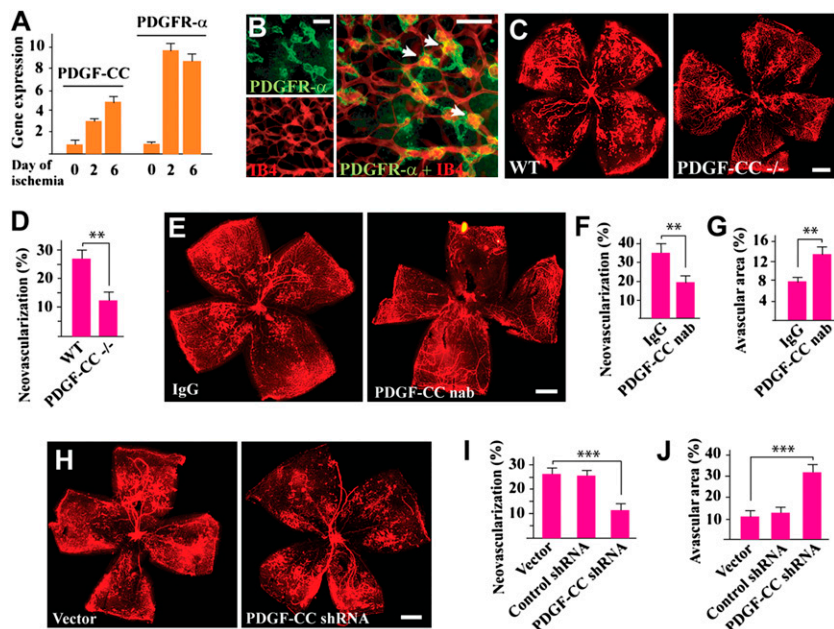 A
PDGFR-α
PDGF-CC
Gene expression
10
8
6
4
2
Day of ischemia
0 2 6 0 2 6
B
PDGFR-α
IB4
PDGFR-α + IB4
C
WT
PDGF-CC -/-
D
**
Neovascularization (%)
30
20
10
WT
PDGF-CC -/-
E
IgG
PDGF-CC nab
F
**
Neovascularization (%)
50
40
30
20
10
IgG
PDGF-CC nab
G
**
Avascular area (%)
16
12
8
4
IgG
PDGF-CC nab
H
Vector
PDGF-CC shRNA
I
***
Neovascularization (%)
30
20
10
Vector
Control shRNA
PDGF-CC shRNA
J
***
Avascular area (%)
40
30
20
10
Vector
Control shRNA
PDGF-CC shRNA